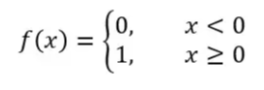 f(x) = {0, x < 0
1, x ≥ 0